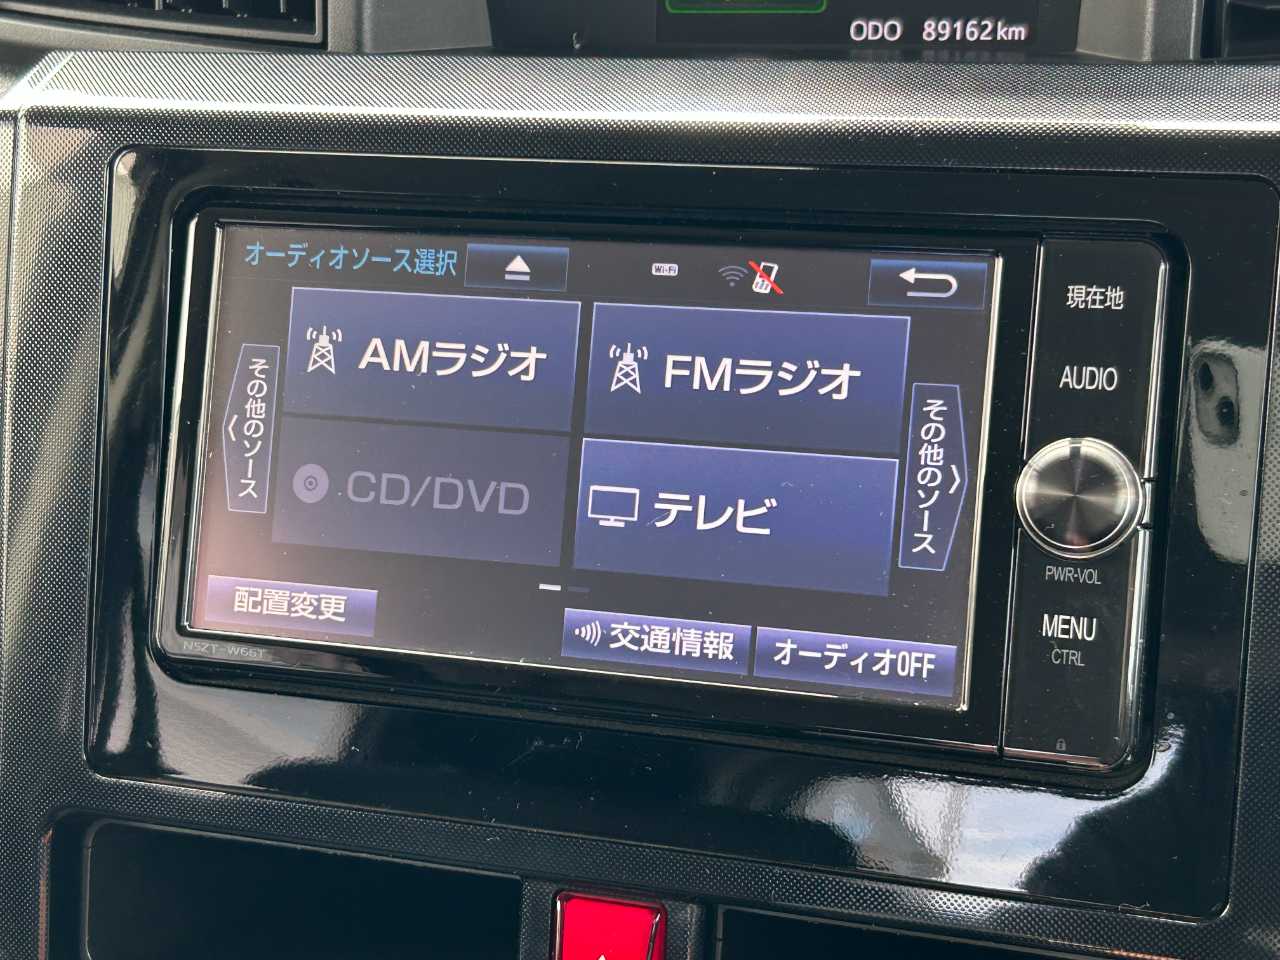 ODO 89162km
オーディオソース選択
Wi-Fi
現在地
AUDIO
AMラジオ
FMラジオ
その他のソース
その他のソース
CD/DVD
テレビ
PWR-VOL
配置変更
交通情報
オーディオOFF
MENU
CTRL
NSZT-W66T